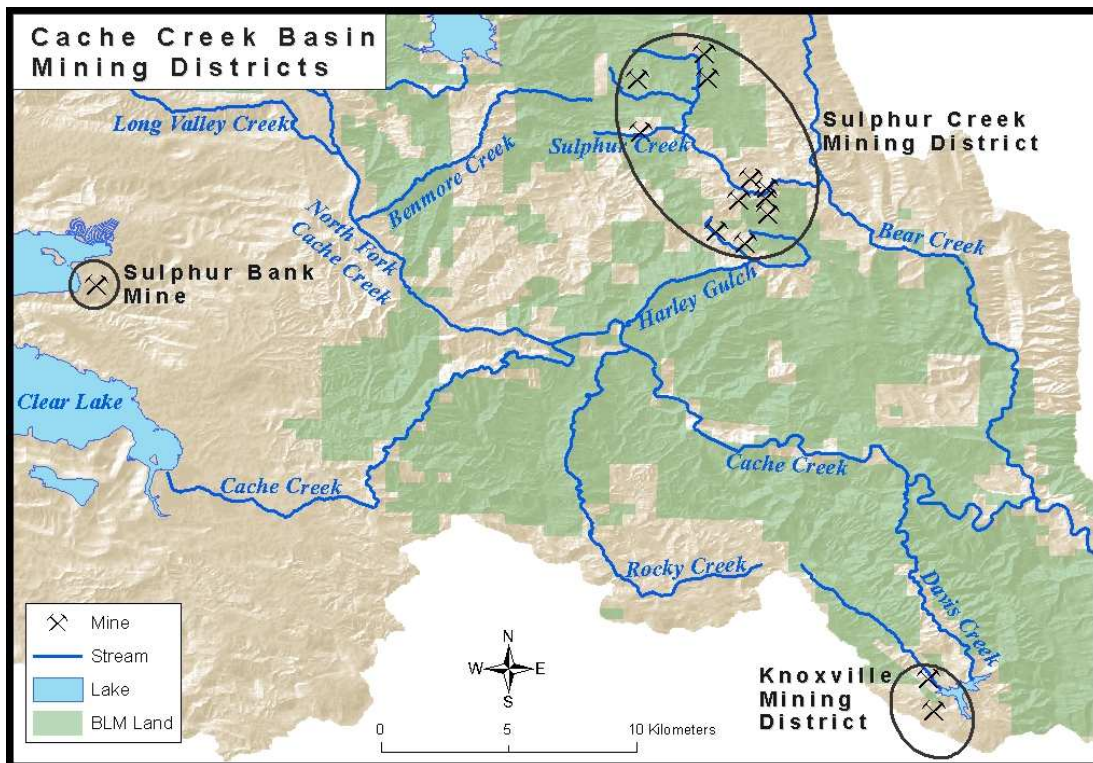 Cache Creek Basin
Mining Districts
Long Valley Creek
Benmore Creek
Sulphur Creek
Sulphur Creek
Mining District
North Fork
Cache Creek
Bear Creek
Sulphur Bank
Mine
Harley Gulch
Clear Lake
Cache Creek
Cache Creek
Rocky Creek
Davis Creek
Knoxville
Mining
District
Mine
Stream
Lake
BLM Land
N
W E
S
0 5 10 Kilometers